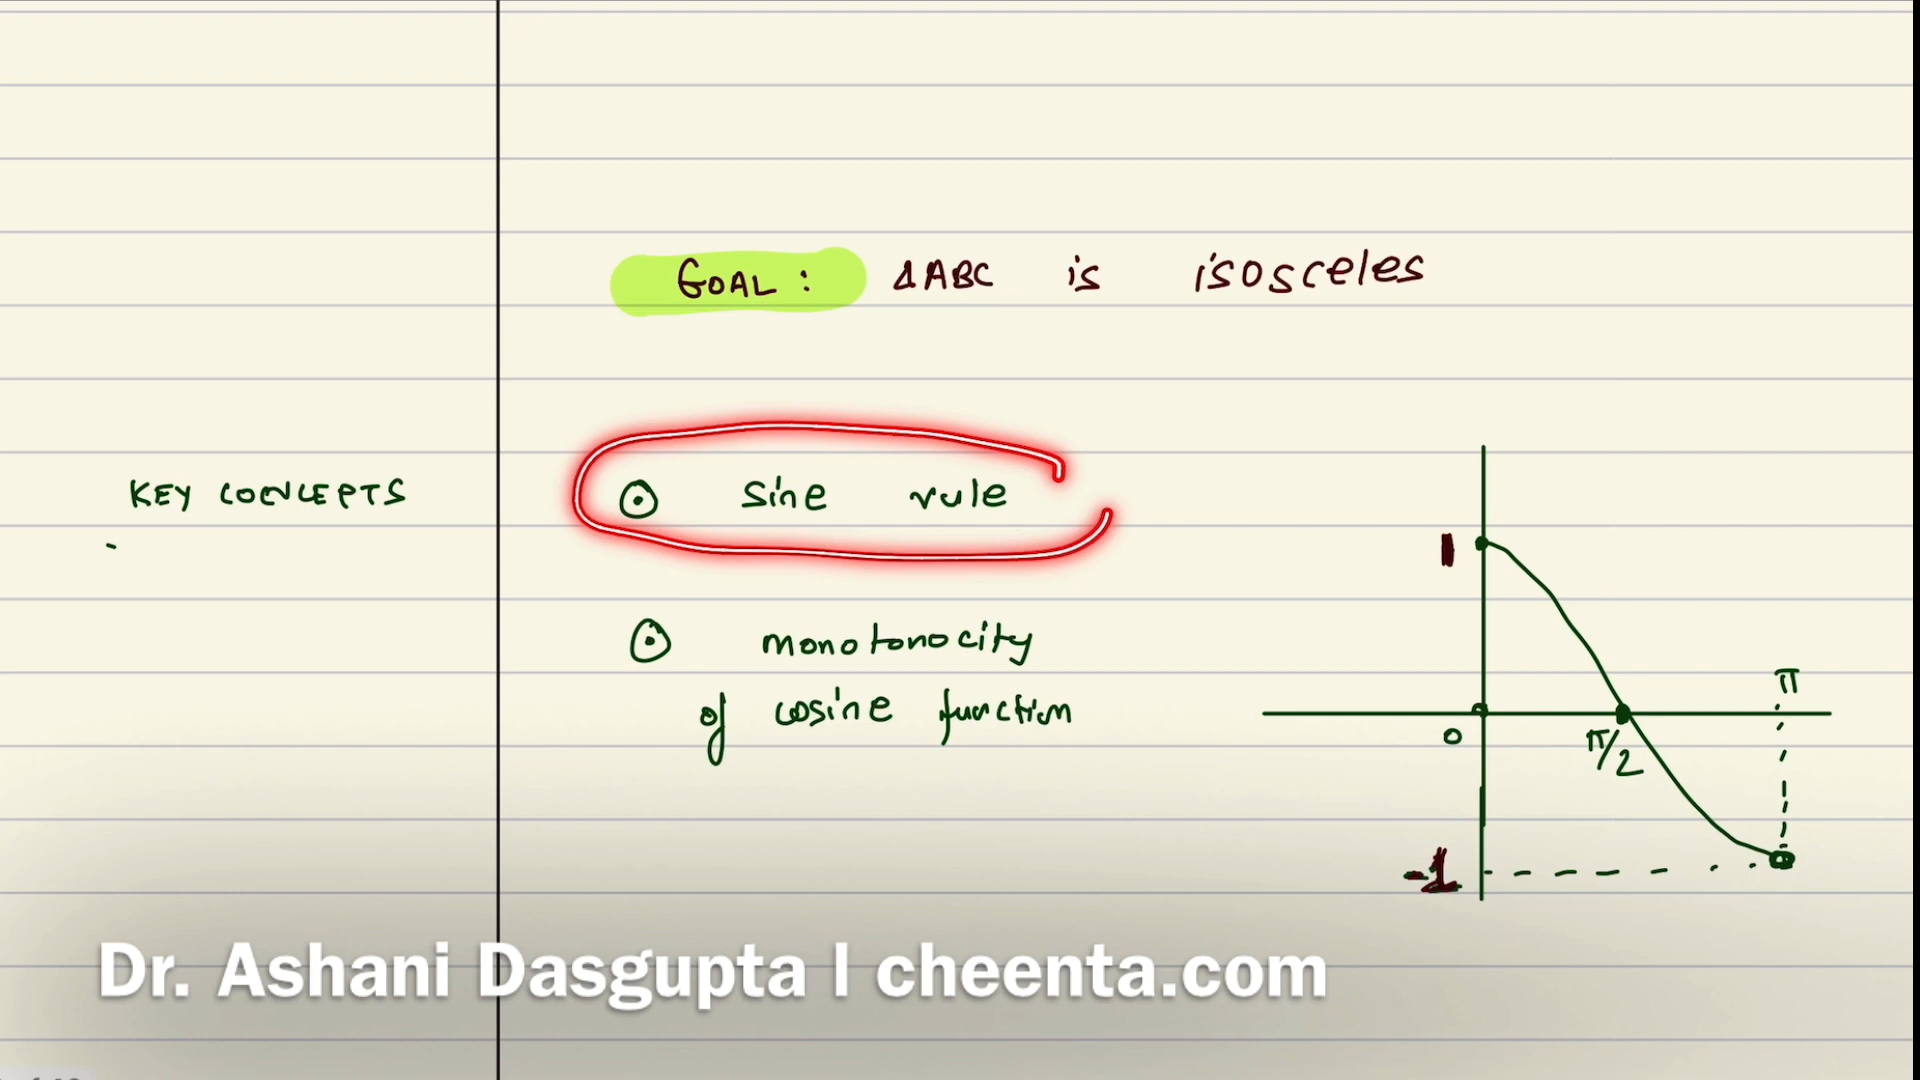 GOAL : ΔABC is isosceles
KEY COENCEPTS
⊙ sine rule
⊙ monotonocity
of cosine function
1
π
0
π/2
-1
Dr. Ashani Dasgupta I cheenta.com